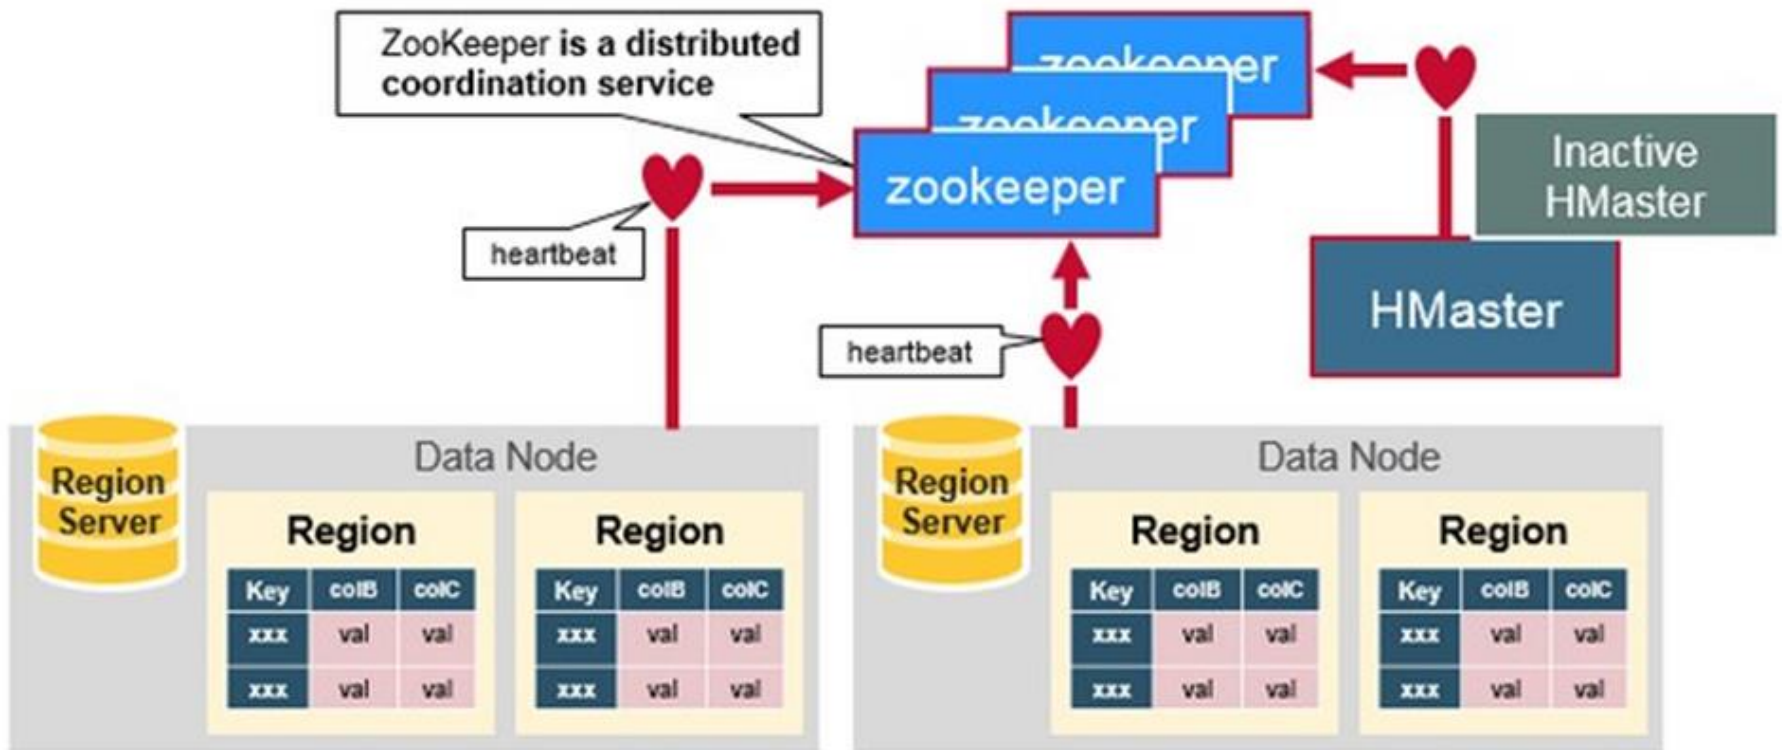 ZooKeeper is a distributed
coordination service
zookeeper
zookeeper
zookeeper
Inactive
HMaster
HMaster
heartbeat
heartbeat
Region
Server
Data Node
Region
Key colB colC
xxx val val
xxx val val
Region
Key colB colC
xxx val val
xxx val val
Region
Server
Data Node
Region
Key colB colC
xxx val val
xxx val val
Region
Key colB colC
xxx val val
xxx val val